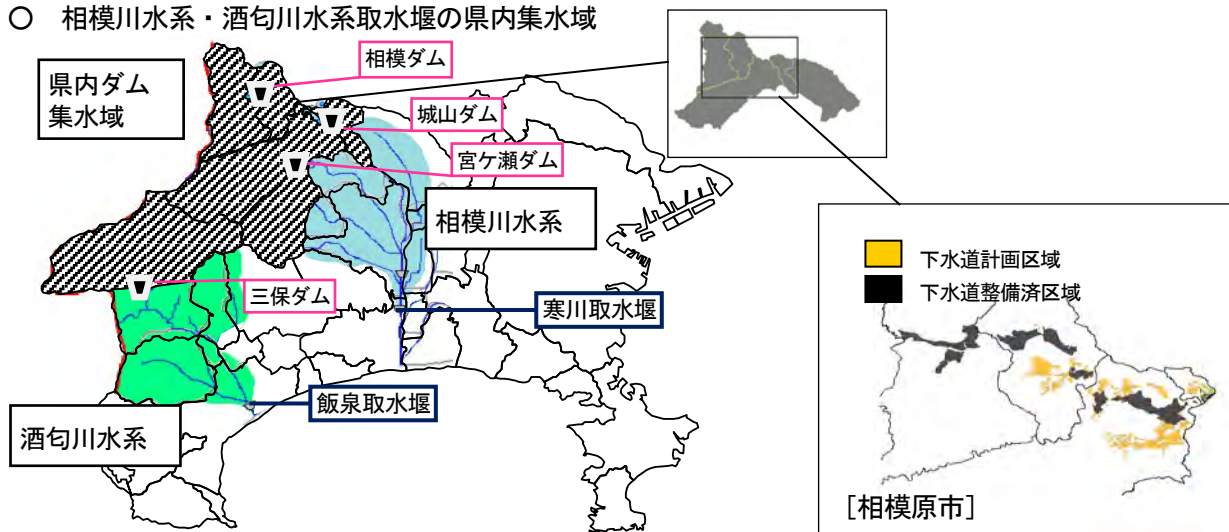 ○ 相模川水系・酒匂川水系取水堰の県内集水域
県内ダム
集水域
相模ダム
城山ダム
宮ケ瀬ダム
相模川水系
三保ダム
寒川取水堰
飯泉取水堰
酒匂川水系
下水道計画区域
下水道整備済区域
[相模原市]